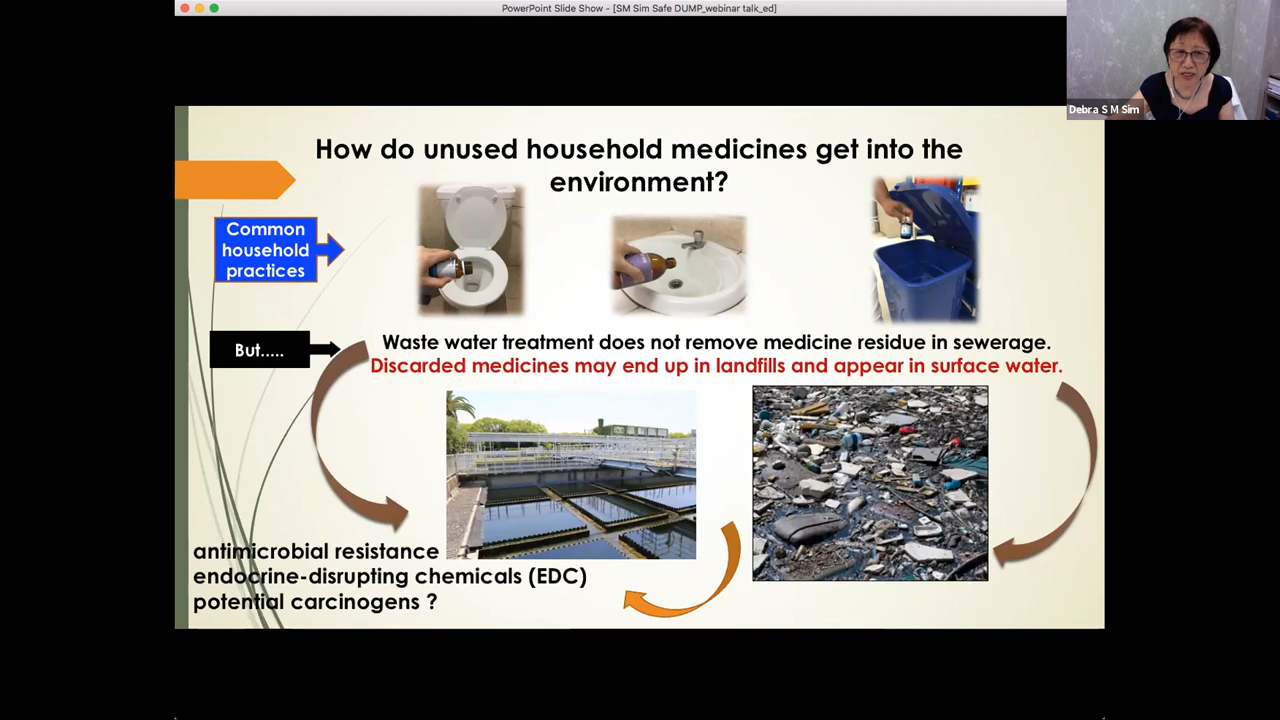 PowerPoint Slide Show - [SM Sim Safe DUMP_webinar talk_ed]
Debra S M Sim
How do unused household medicines get into the
environment?
Common
household
practices
But.....
Waste water treatment does not remove medicine residue in sewerage.
Discarded medicines may end up in landfills and appear in surface water.
antimicrobial resistance
endocrine-disrupting chemicals (EDC)
potential carcinogens ?